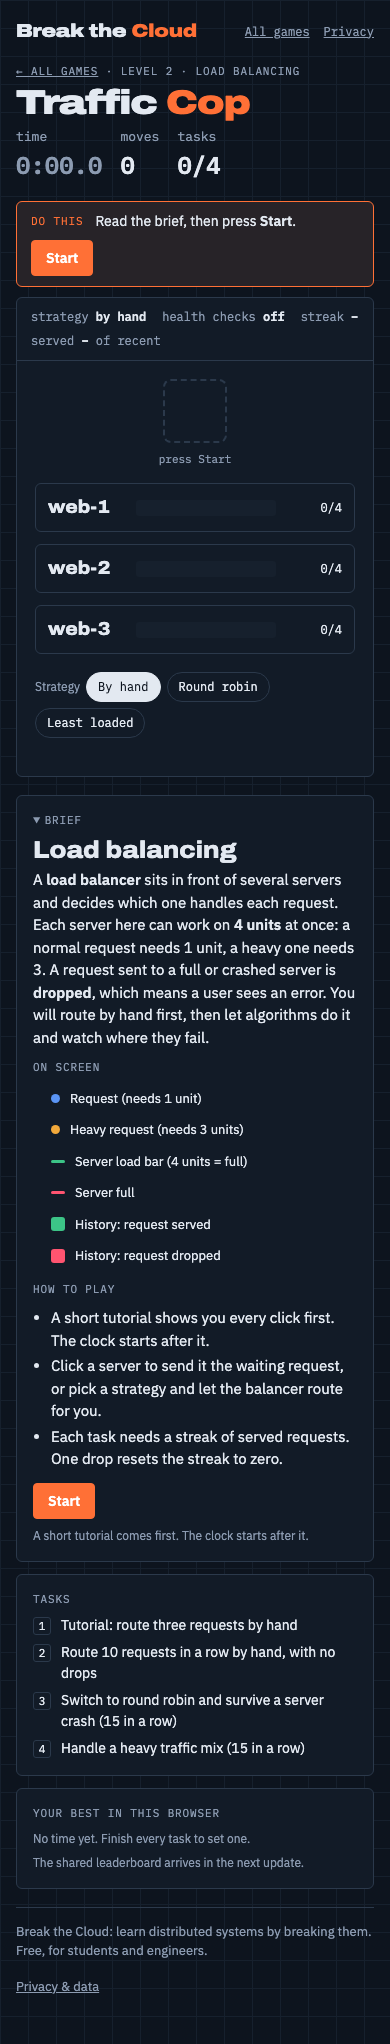 Break the Cloud
All games Privacy
← ALL GAMES · LEVEL 2 · LOAD BALANCING
Traffic Cop
time moves tasks
0:00.0 0 0/4
DO THIS Read the brief, then press Start.
Start
strategy by hand health checks off streak –
served – of recent
press Start
web-1 0/4
web-2 0/4
web-3 0/4
Strategy By hand Round robin
Least loaded
▼ BRIEF
Load balancing
A load balancer sits in front of several servers
and decides which one handles each request.
Each server here can work on 4 units at once: a
normal request needs 1 unit, a heavy one needs
3. A request sent to a full or crashed server is
dropped, which means a user sees an error. You
will route by hand first, then let algorithms do it
and watch where they fail.
ON SCREEN
Request (needs 1 unit)
Heavy request (needs 3 units)
Server load bar (4 units = full)
Server full
History: request served
History: request dropped
HOW TO PLAY
• A short tutorial shows you every click first.
The clock starts after it.
• Click a server to send it the waiting request,
or pick a strategy and let the balancer route
for you.
• Each task needs a streak of served requests.
One drop resets the streak to zero.
Start
A short tutorial comes first. The clock starts after it.
TASKS
1 Tutorial: route three requests by hand
2 Route 10 requests in a row by hand, with no
drops
3 Switch to round robin and survive a server
crash (15 in a row)
4 Handle a heavy traffic mix (15 in a row)
YOUR BEST IN THIS BROWSER
No time yet. Finish every task to set one.
The shared leaderboard arrives in the next update.
Break the Cloud: learn distributed systems by breaking them.
Free, for students and engineers.
Privacy & data